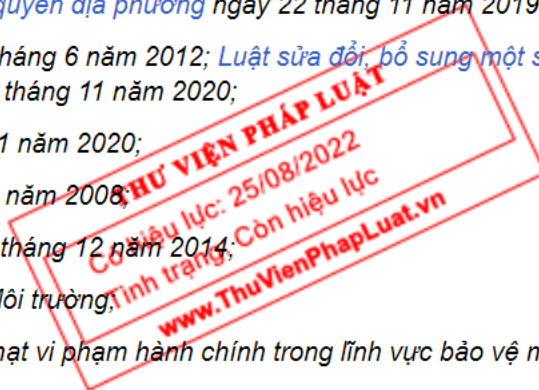 quyền địa phương ngày 22 tháng 11 năm 2019
tháng 6 năm 2012; Luật sửa đổi, bổ sung một s
tháng 11 năm 2020;
1 năm 2020;
năm 2008;
tháng 12 năm 2014;
Môi trường;
hạt vi phạm hành chính trong lĩnh vực bảo vệ m
THƯ VIỆN PHÁP LUẬT
Có hiệu lực: 25/08/2022
Tình trạng: Còn hiệu lực
www.ThuVienPhapLuat.vn